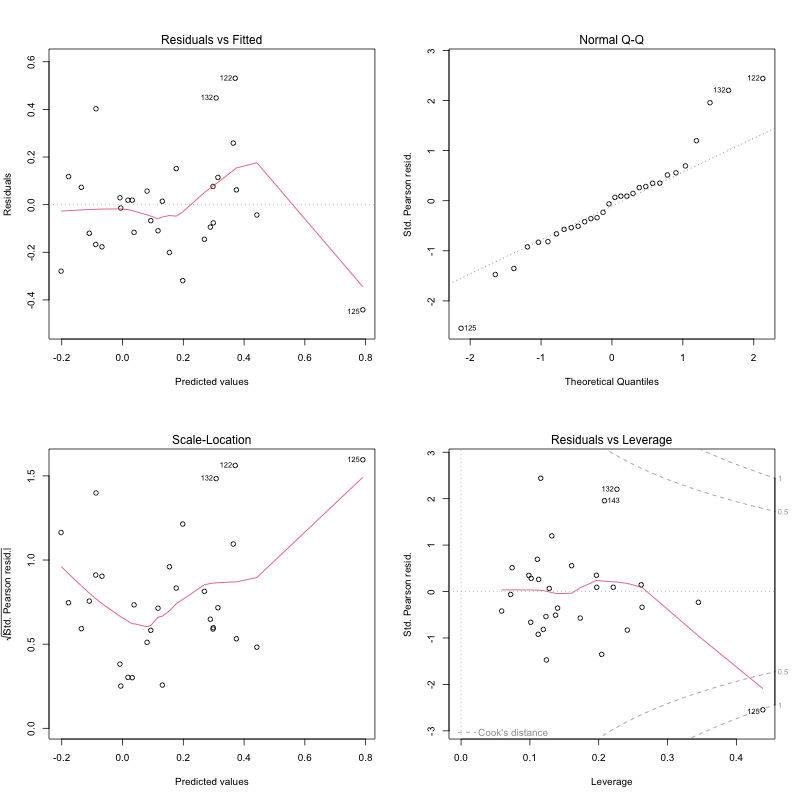 Residuals vs Fitted
Residuals
0.6
0.4
0.2
0.0
-0.2
-0.4
122
132
125
-0.2 0.0 0.2 0.4 0.6 0.8
Predicted values
Normal Q-Q
Std. Pearson resid.
3
2
1
0
-1
-2
132
122
125
-2 -1 0 1 2
Theoretical Quantiles
Scale-Location
√|Std. Pearson resid.|
1.5
1.0
0.5
0.0
125
122
132
-0.2 0.0 0.2 0.4 0.6 0.8
Predicted values
Residuals vs Leverage
Std. Pearson resid.
3
2
1
0
-1
-2
-3
132
143
125
1
0.5
0.5
1
Cook's distance
0.0 0.1 0.2 0.3 0.4
Leverage